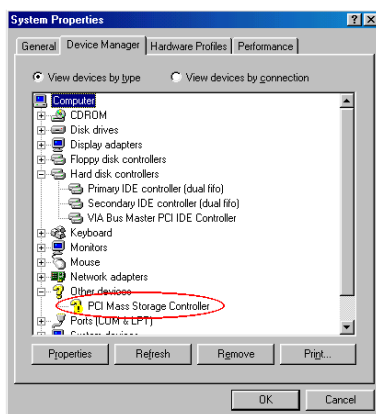 System Properties
General
Device Manager
Hardware Profiles
Performance
View devices by type
View devices by connection
Computer
CDROM
Disk drives
Display adapters
Floppy disk controllers
Hard disk controllers
Primary IDE controller (dual fifo)
Secondary IDE controller (dual fifo)
VIA Bus Master PCI IDE Controller
Keyboard
Monitors
Mouse
Network adapters
Other devices
PCI Mass Storage Controller
Ports (COM & LPT)
System devices
Properties
Refresh
Remove
Print...
OK
Cancel